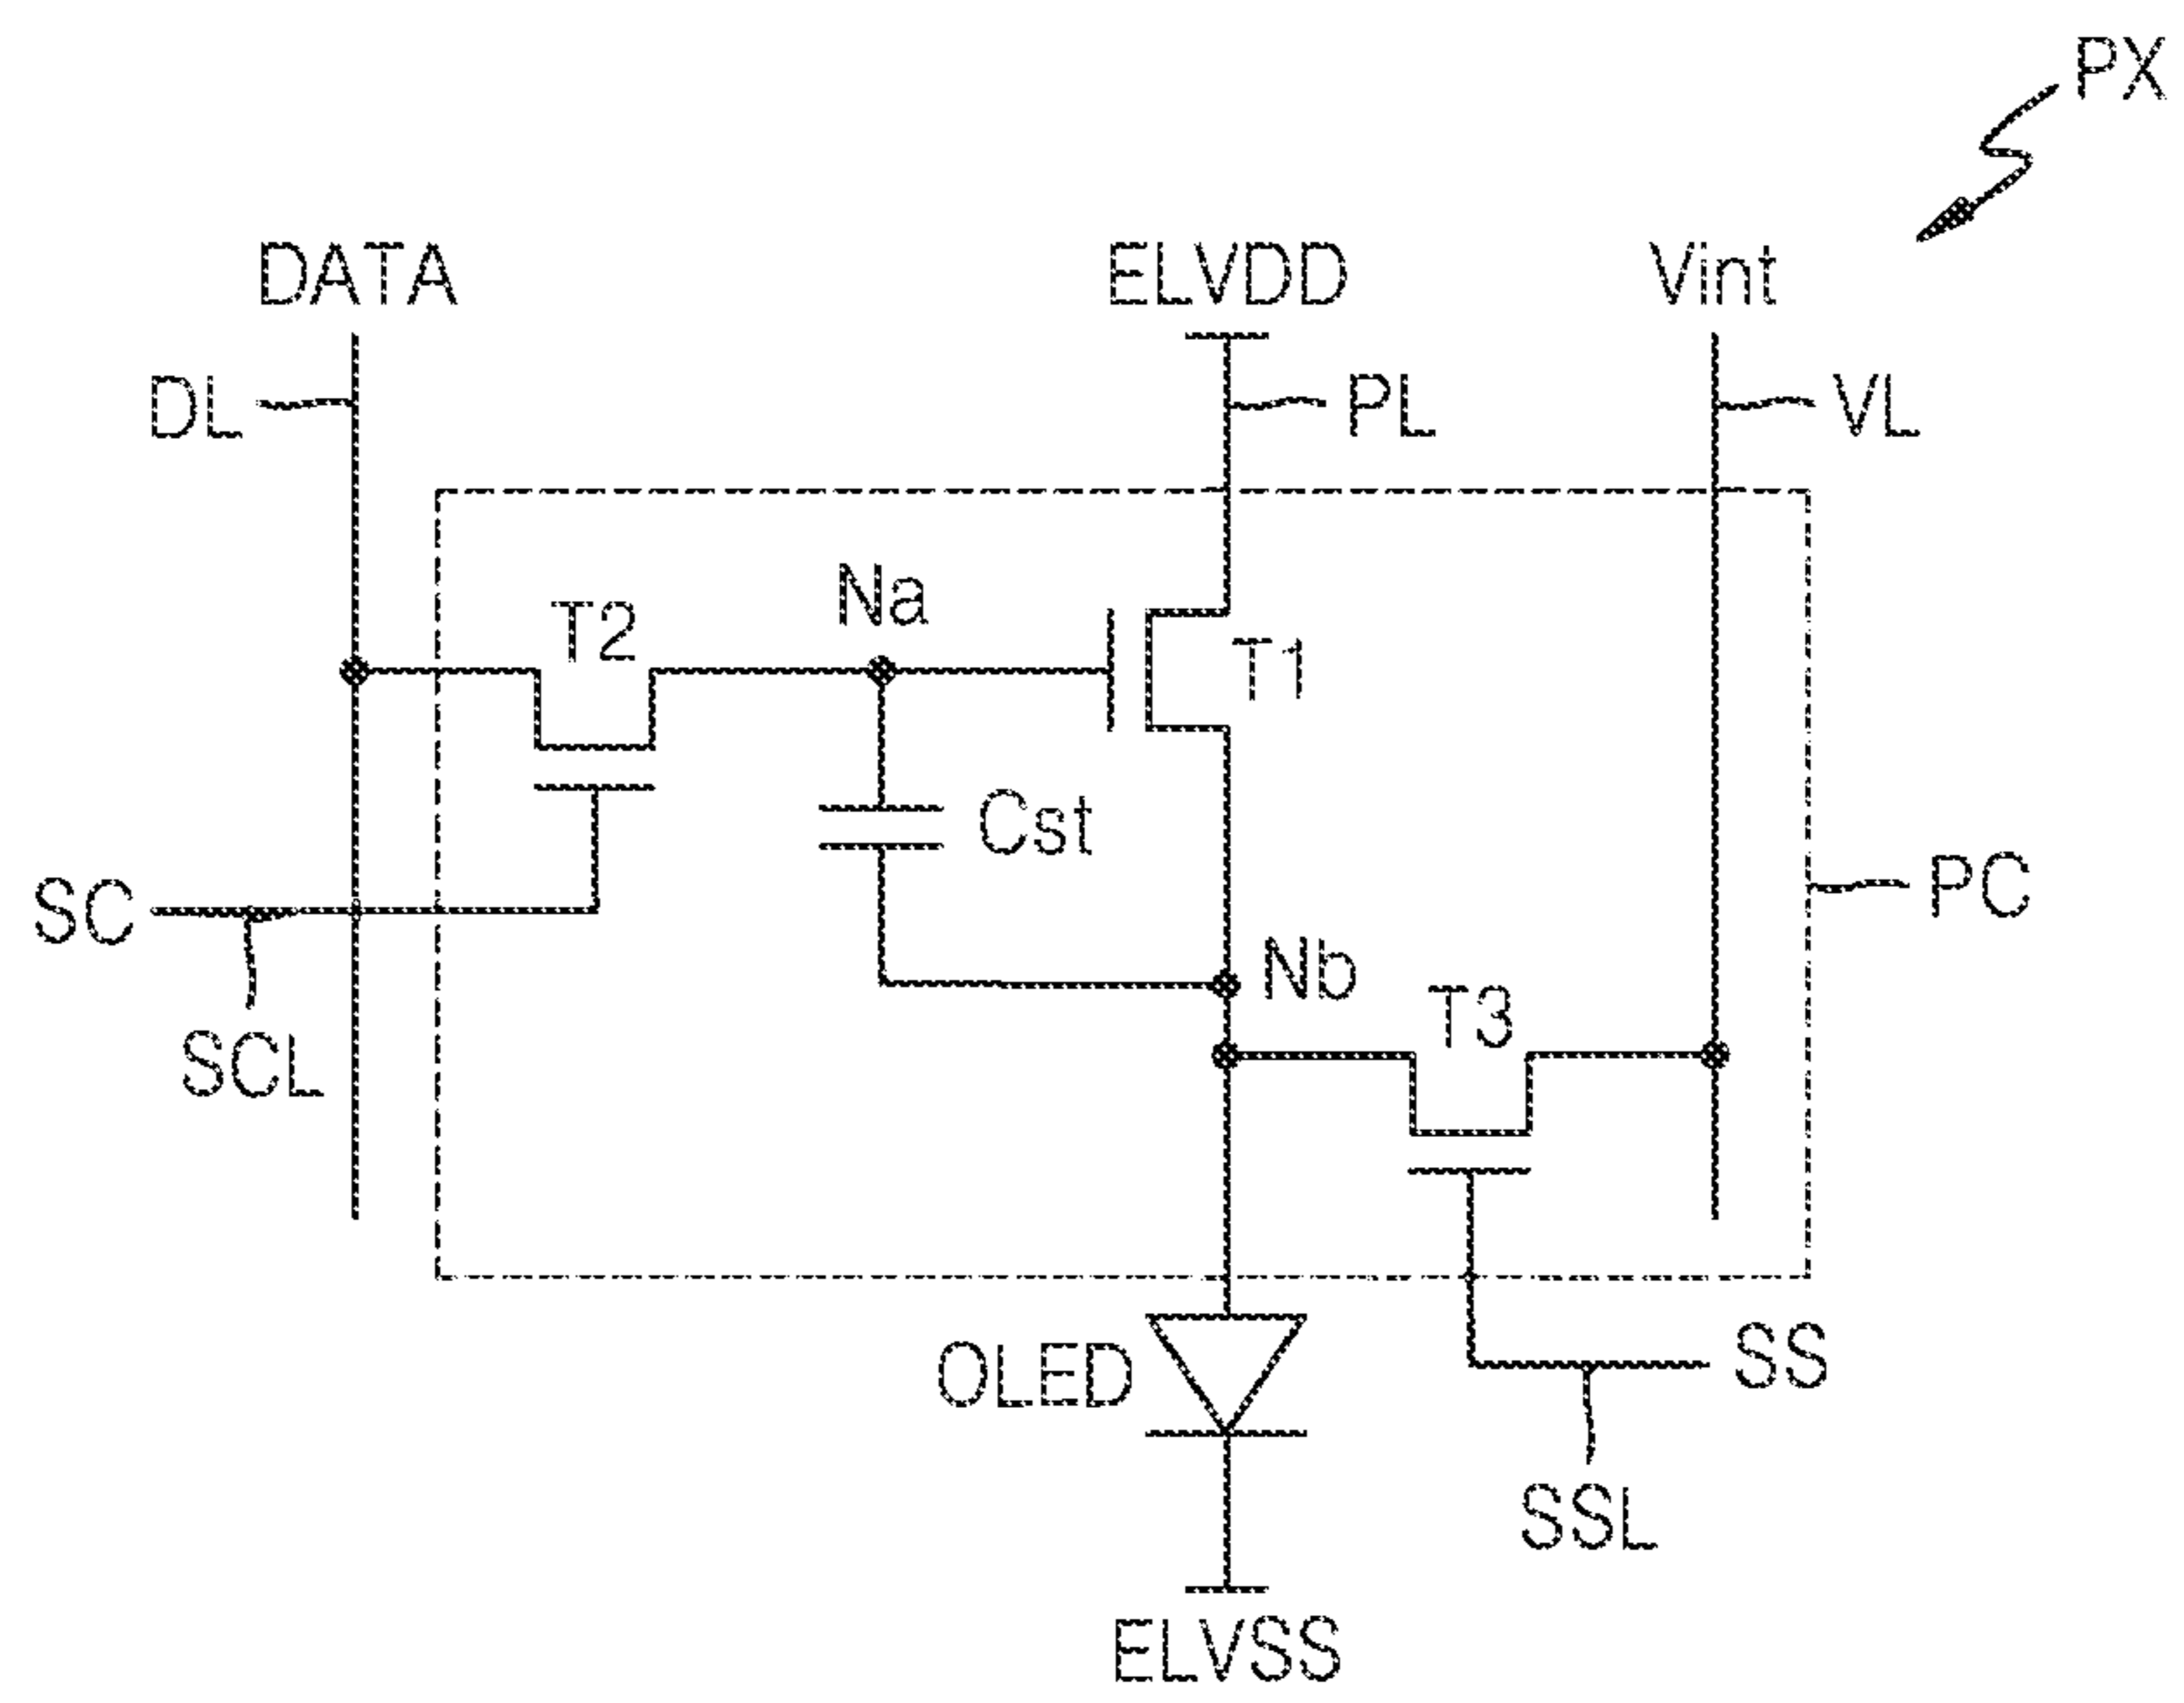 PX
DATA
ELVDD
Vint
DL
PL
VL
Na
T2
T1
Cst
SC
PC
Nb
T3
SCL
OLED
SS
SSL
ELVSS